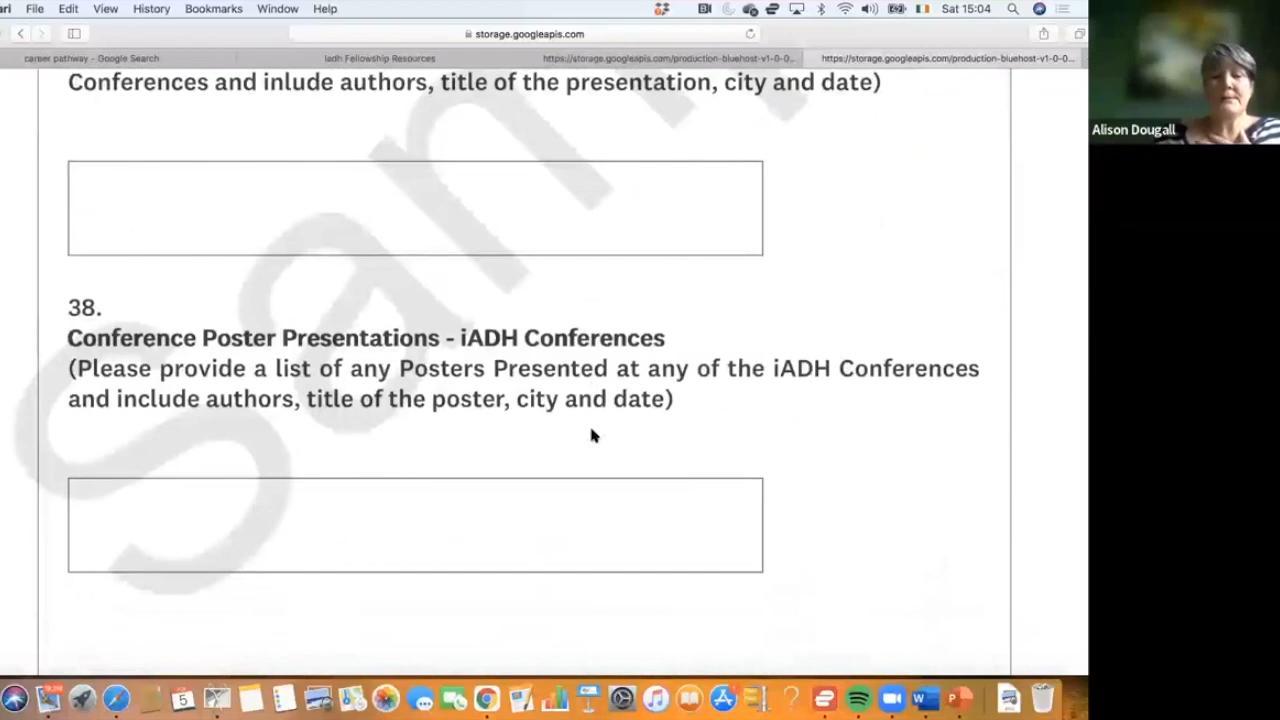 ari File Edit View History Bookmarks Window Help Sat 15:04
storage.googleapis.com
career pathway - Google Search Iadh Fellowship Resources https://storage.googleapis.com/production-bluehost-v1-0-0... https://storage.googleapis.com/production-bluehost-v1-0-0...
Conferences and inlude authors, title of the presentation, city and date)
38.
Conference Poster Presentations - iADH Conferences
(Please provide a list of any Posters Presented at any of the iADH Conferences
and include authors, title of the poster, city and date)
Alison Dougall
5